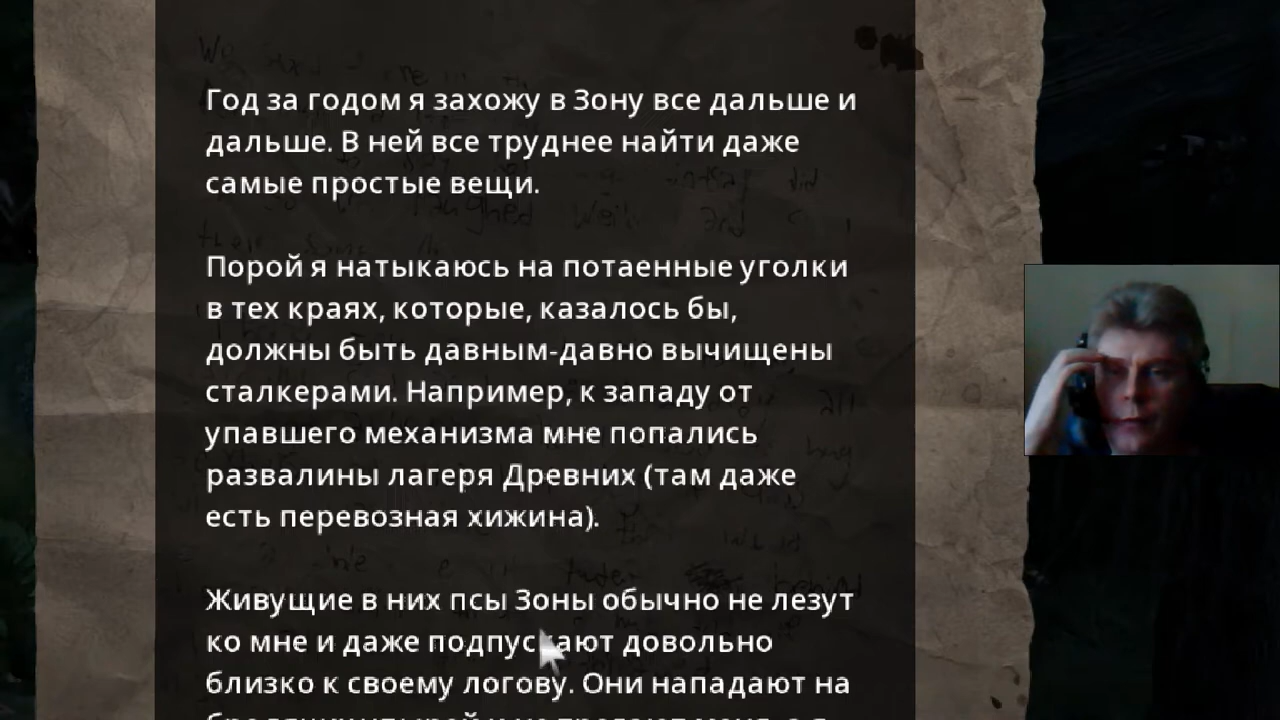 Год за годом я захожу в Зону все дальше и
дальше. В ней все труднее найти даже
самые простые вещи.
Порой я натыкаюсь на потаенные уголки
в тех краях, которые, казалось бы,
должны быть давным-давно вычищены
сталкерами. Например, к западу от
упавшего механизма мне попались
развалины лагеря Древних (там даже
есть перевозная хижина).
Живущие в них псы Зоны обычно не лезут
ко мне и даже подпускают довольно
близко к своему логову. Они нападают на